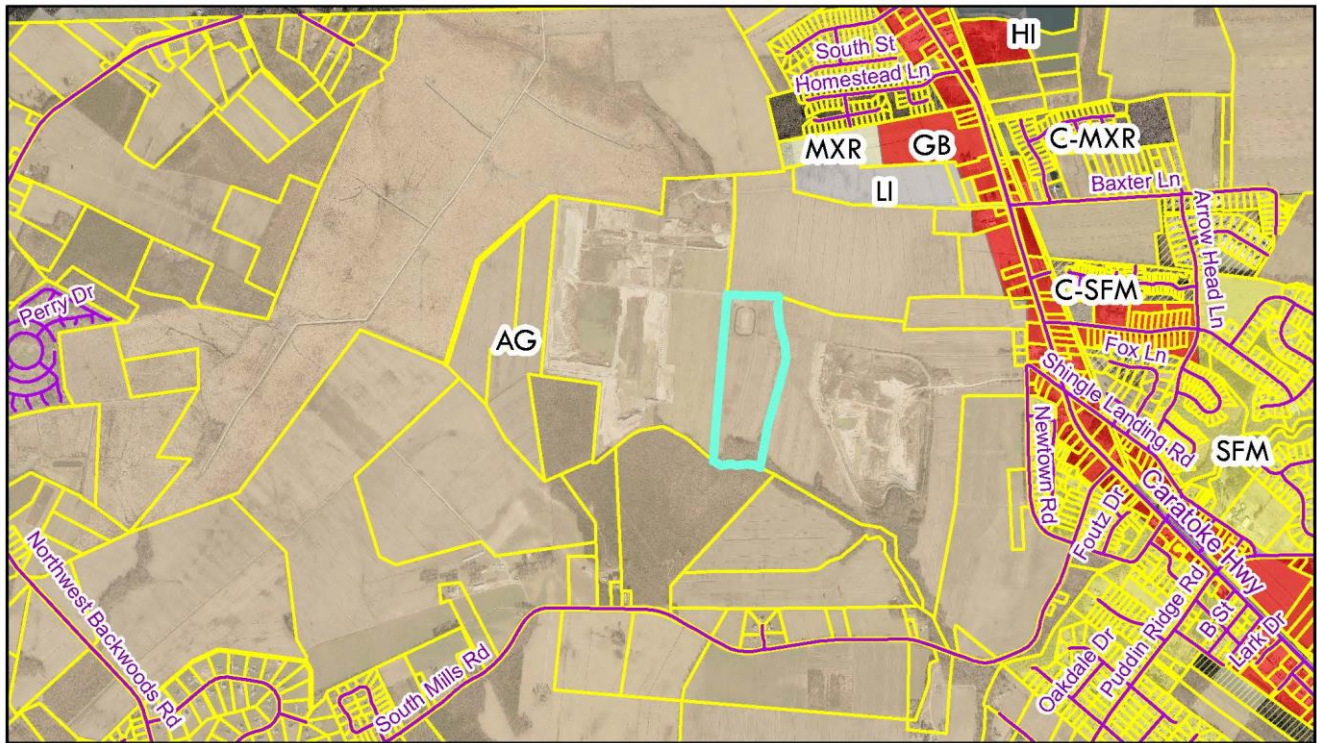 HI
South St
Homestead Ln
MXR
GB
C-MXR
LI
Baxter Ln
Arrow Head Ln
Perry Dr
AG
C-SFM
Fox Ln
Shingle Landing Rd
Newtown Rd
SFM
Caratoke Hwy
Foutz Dr
Northwest Backwoods Rd
South Mills Rd
Oakdale Dr
Puddin Ridge Rd
B St
Lark Dr